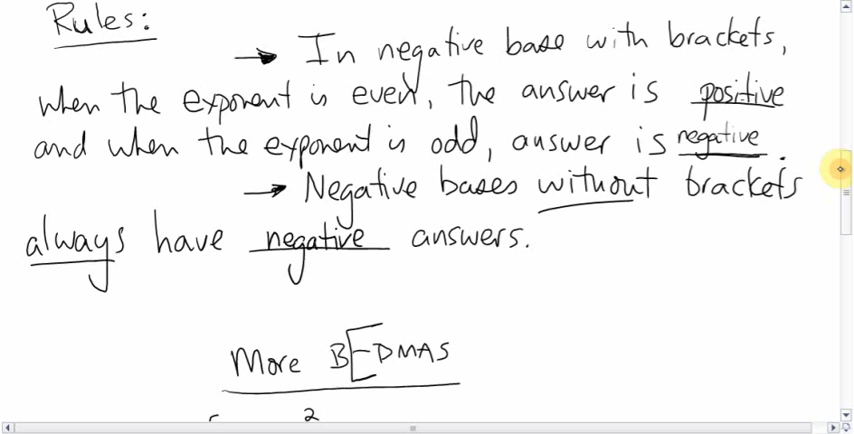 Rules:
→ In negative base with brackets,
when the exponent is even, the answer is positive
and when the exponent is odd, answer is negative.
→ Negative bases without brackets
always have negative answers.
More BEDMAS
2